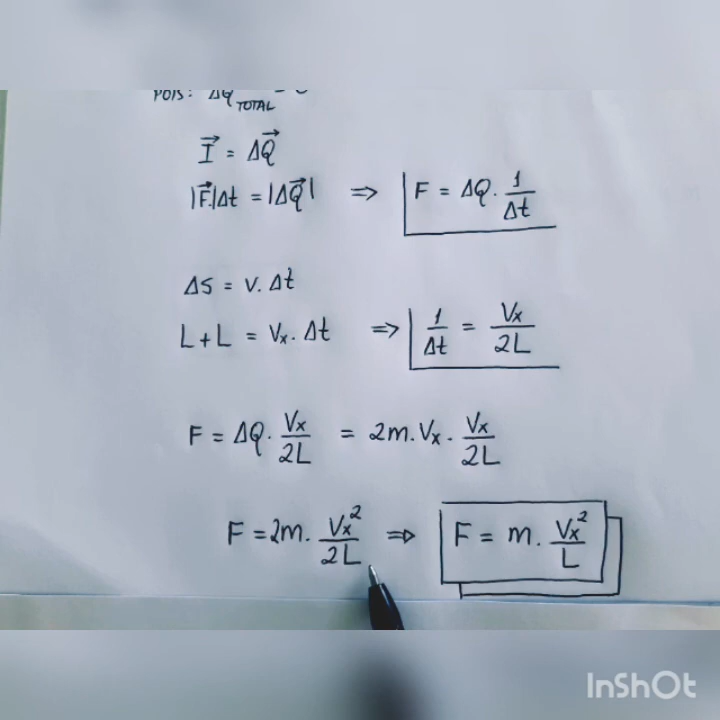 POIS: ΔQ TOTAL =
I⃗ = ΔQ⃗
|F⃗|Δt = |ΔQ⃗| ⇒ F = ΔQ . 1/Δt
ΔS = V . Δt
L + L = Vx . Δt ⇒ 1/Δt = Vx/2L
F = ΔQ . Vx/2L = 2m . Vx . Vx/2L
F = 2m . Vx²/2L ⇒ F = m . Vx²/L
InShOt